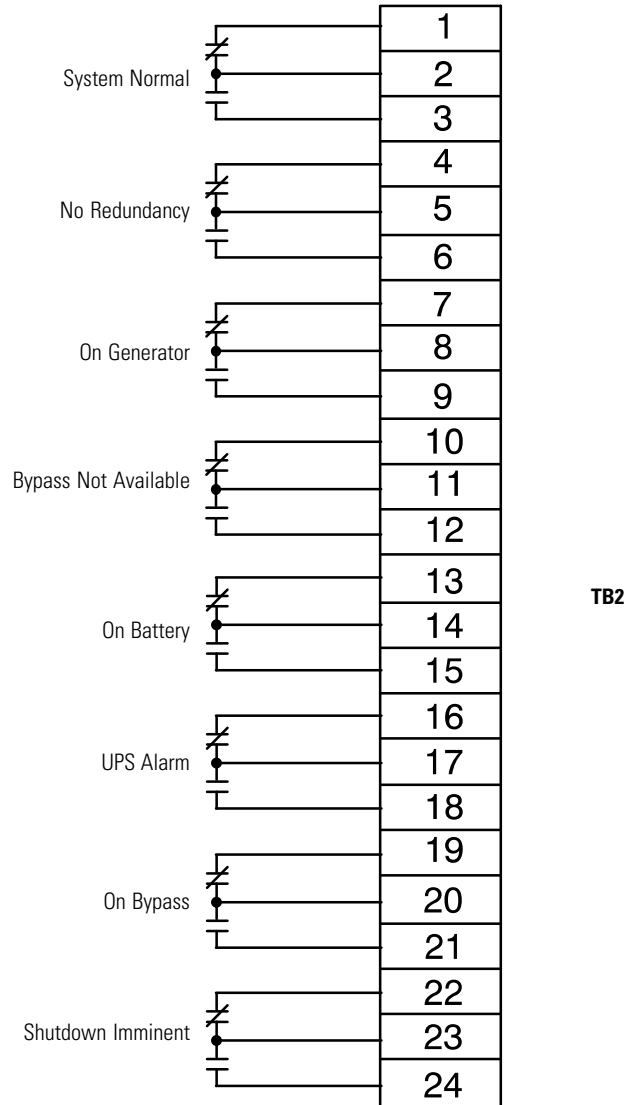 1
System Normal 2
3
4
No Redundancy 5
6
7
On Generator 8
9
10
Bypass Not Available 11
12
13
TB2
On Battery 14
15
16
UPS Alarm 17
18
19
On Bypass 20
21
22
Shutdown Imminent 23
24